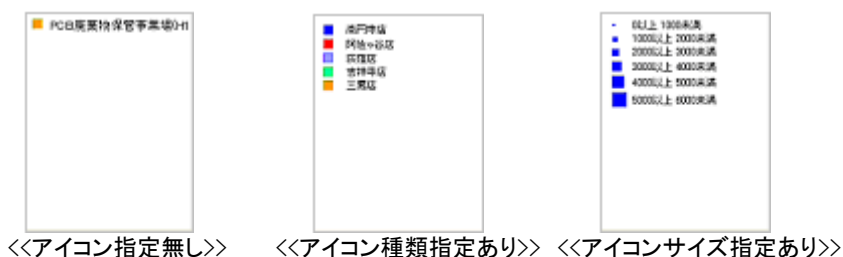 PCB廃棄物保管事業場(H1
高円寺店
阿佐ヶ谷店
荻窪店
吉祥寺店
三鷹店
0以上 1000未満
1000以上 2000未満
2000以上 3000未満
3000以上 4000未満
4000以上 5000未満
5000以上 6000未満
<<アイコン指定無し>>
<<アイコン種類指定あり>>
<<アイコンサイズ指定あり>>